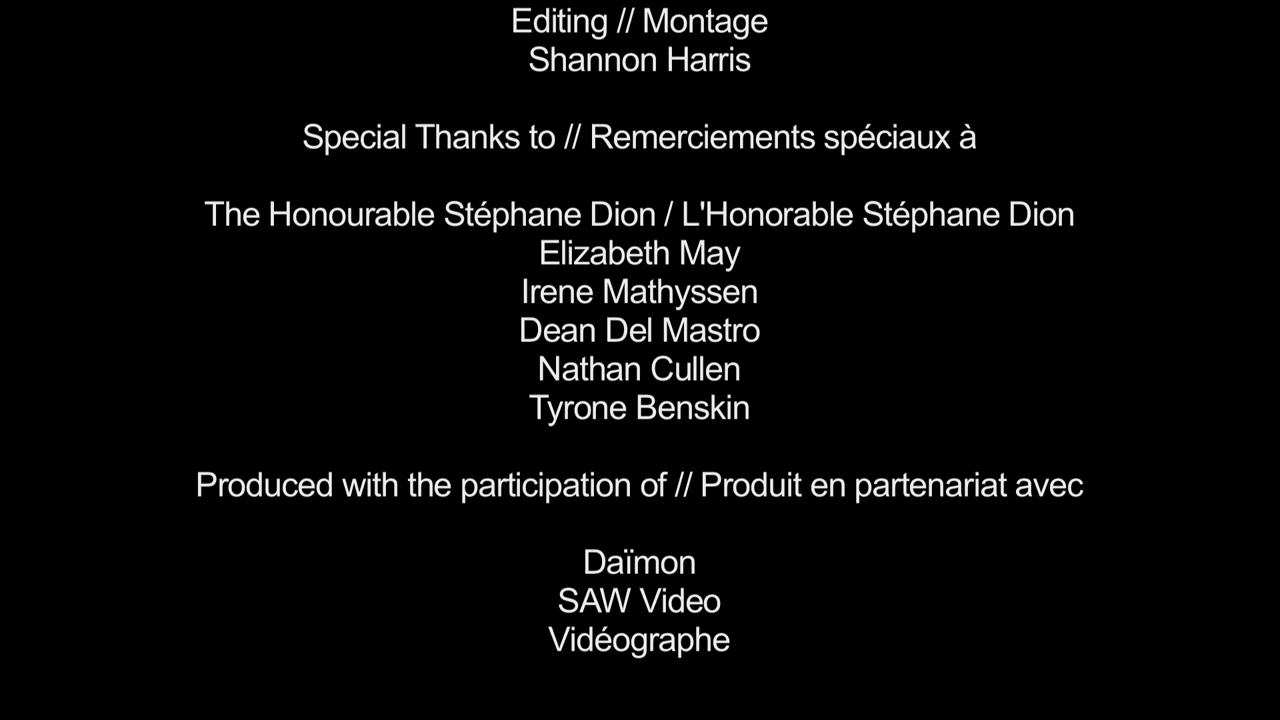 Editing // Montage
Shannon Harris
Special Thanks to // Remerciements spéciaux à
The Honourable Stéphane Dion / L'Honorable Stéphane Dion
Elizabeth May
Irene Mathyssen
Dean Del Mastro
Nathan Cullen
Tyrone Benskin
Produced with the participation of // Produit en partenariat avec
Daïmon
SAW Video
Vidéographe